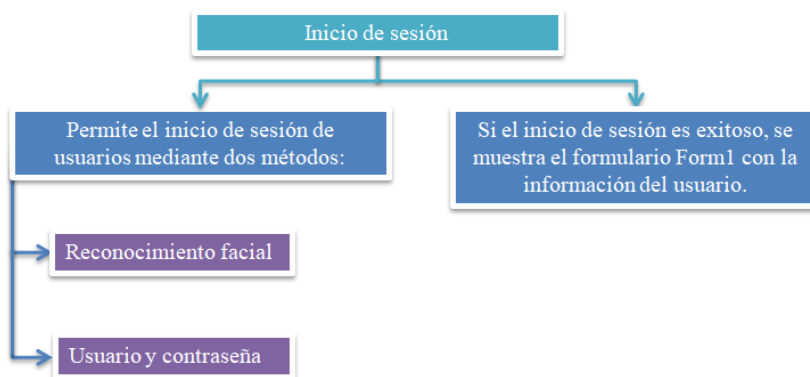 Inicio de sesión
Permite el inicio de sesión de
usuarios mediante dos métodos:
Si el inicio de sesión es exitoso, se
muestra el formulario Form1 con la
información del usuario.
Reconocimiento facial
Usuario y contraseña